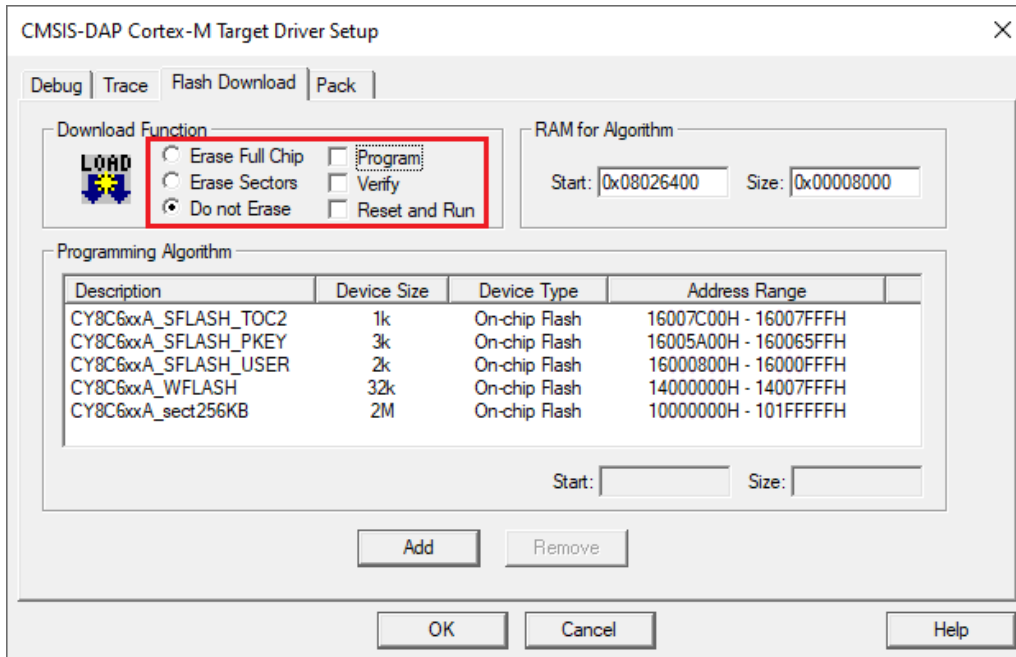 CMSIS-DAP Cortex-M Target Driver Setup
Debug Trace Flash Download Pack
Download Function
LOAD
Erase Full Chip Program
Erase Sectors Verify
Do not Erase Reset and Run
RAM for Algorithm
Start: 0x08026400 Size: 0x00008000
Programming Algorithm
Description Device Size Device Type Address Range
CY8C6xxA_SFLASH_TOC2 1k On-chip Flash 16007C00H - 16007FFFH
CY8C6xxA_SFLASH_PKEY 3k On-chip Flash 16005A00H - 160065FFH
CY8C6xxA_SFLASH_USER 2k On-chip Flash 16000800H - 16000FFFH
CY8C6xxA_WFLASH 32k On-chip Flash 14000000H - 14007FFFH
CY8C6xxA_sect256KB 2M On-chip Flash 10000000H - 101FFFFFH
Start: Size:
Add Remove
OK Cancel Help